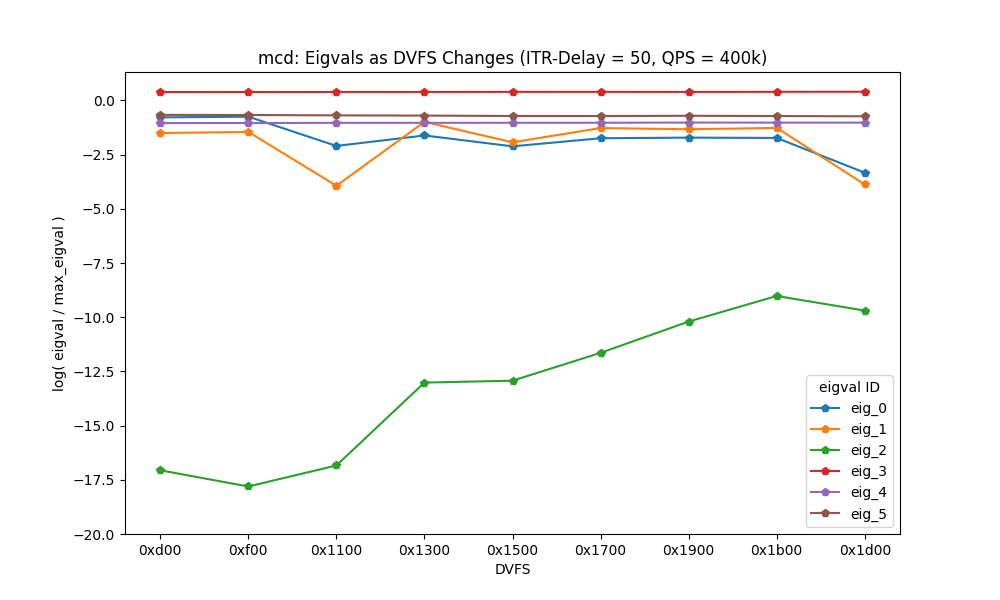 mcd: Eigvals as DVFS Changes (ITR-Delay = 50, QPS = 400k)
log( eigval / max_eigval )
0.0
−2.5
−5.0
−7.5
−10.0
−12.5
−15.0
−17.5
−20.0
eigval ID
eig_0
eig_1
eig_2
eig_3
eig_4
eig_5
0xd00 0xf00 0x1100 0x1300 0x1500 0x1700 0x1900 0x1b00 0x1d00
DVFS